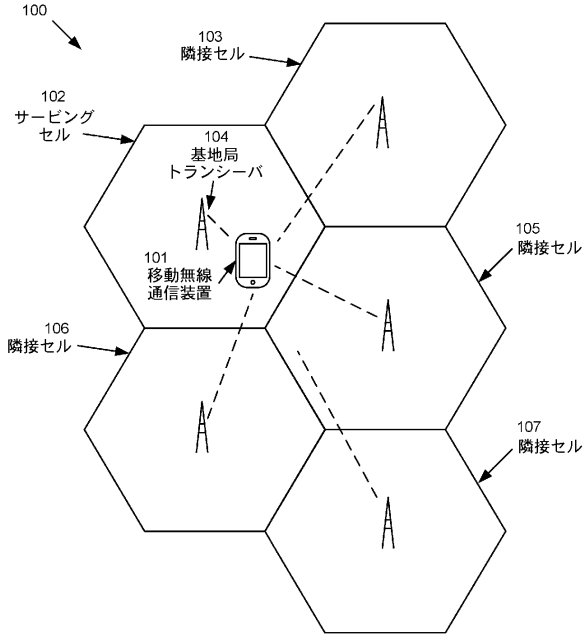 100
103
隣接セル
102
サービング
セル
104
基地局
トランシーバ
101
移動無線
通信装置
105
隣接セル
106
隣接セル
107
隣接セル